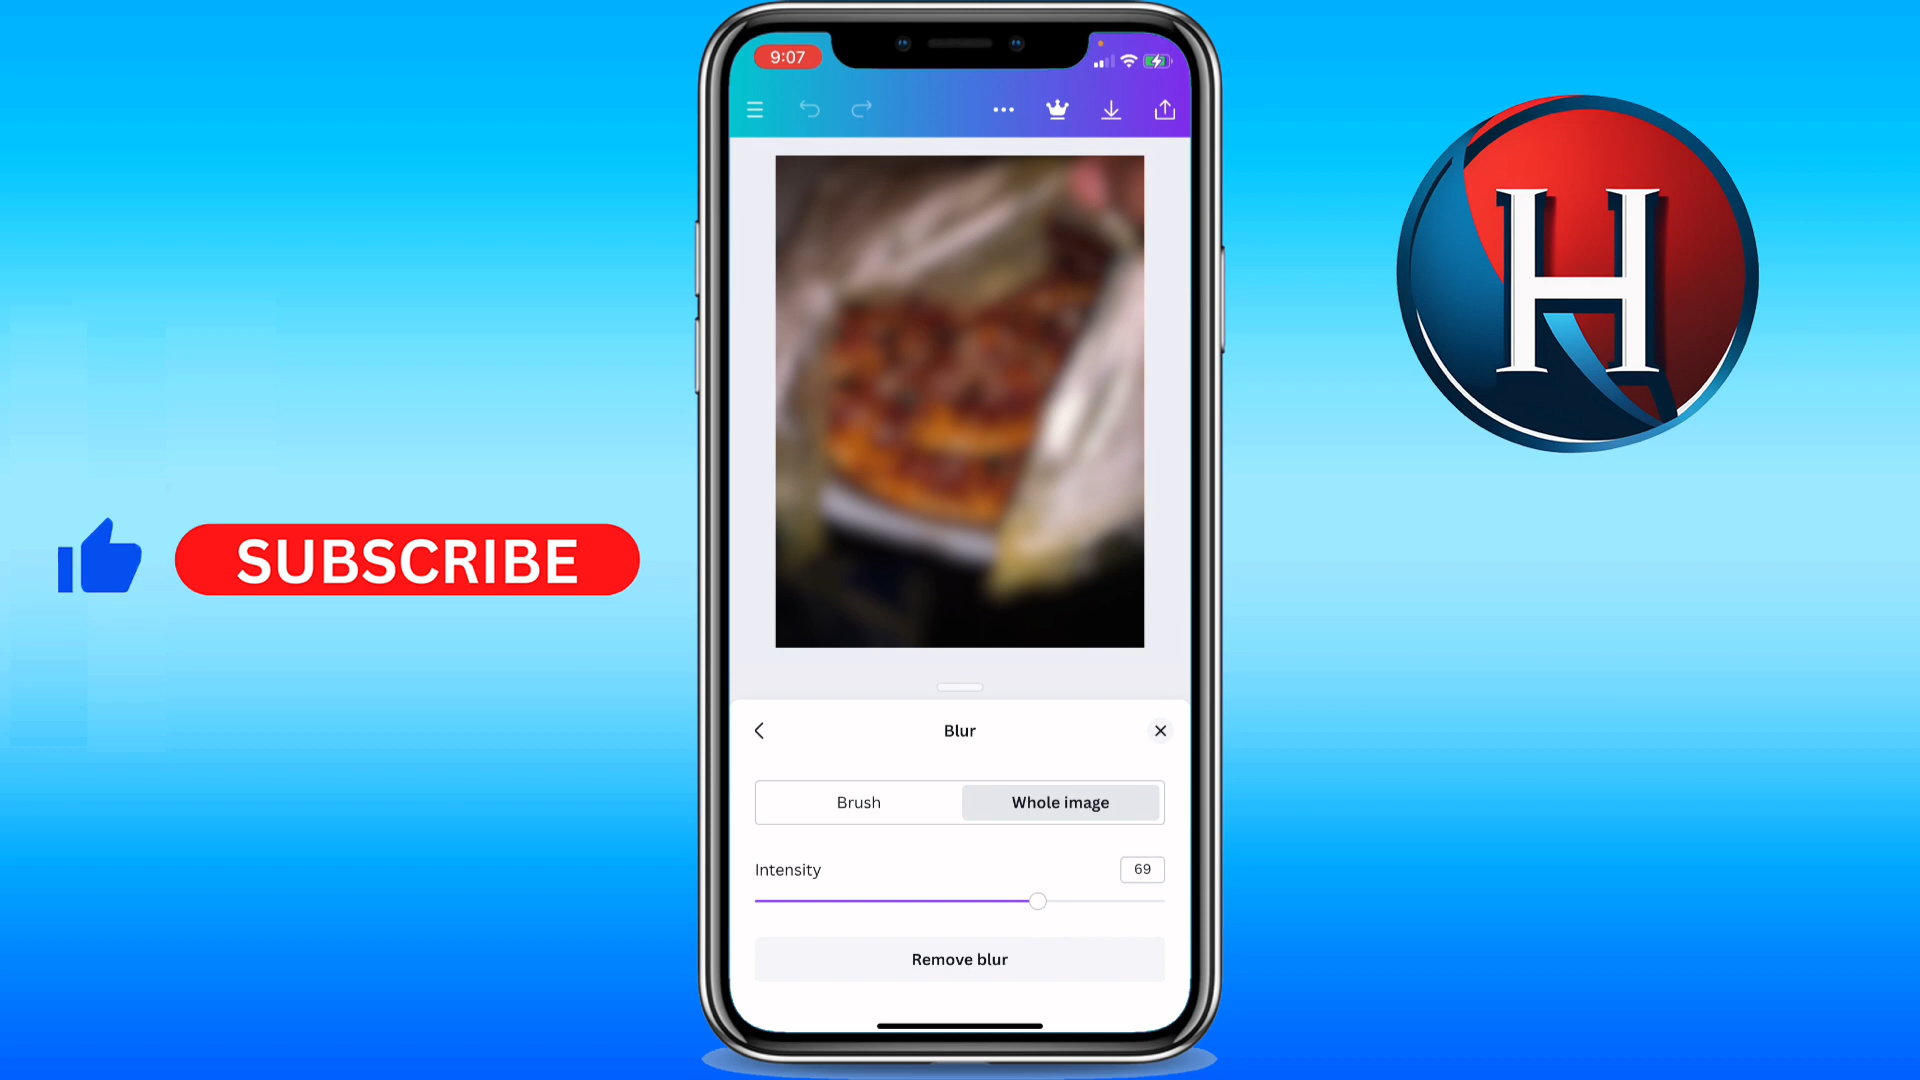 9:07
H
SUBSCRIBE
Blur
Brush
Whole image
Intensity
69
Remove blur